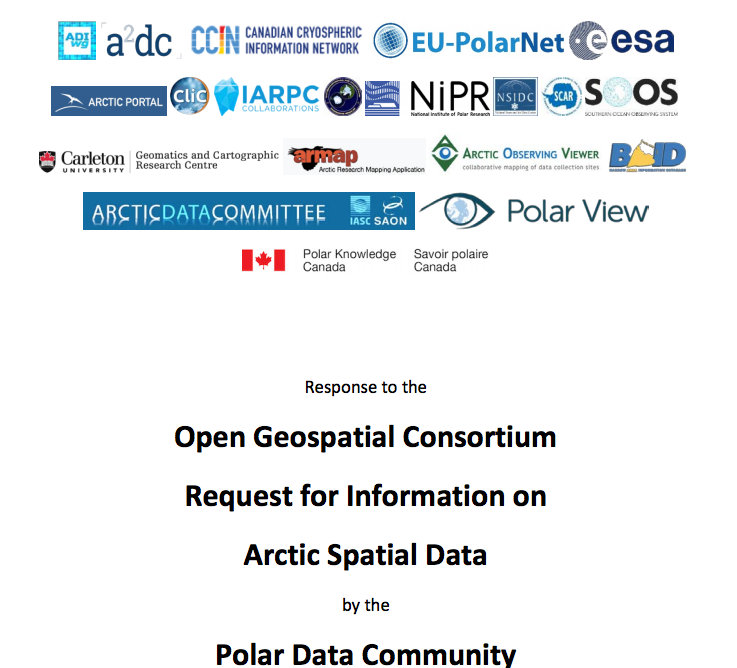 ADI
wg
a2dc
CCIN CANADIAN CRYOSPHERIC
INFORMATION NETWORK
EU-PolarNet
esa
ARCTIC PORTAL
CliC
IARPC
COLLABORATIONS
NiPR
National Institute of Polar Research
NSIDC
SCAR
SOOS
SOUTHERN OCEAN OBSERVING SYSTEM
Carleton
UNIVERSITY
Geomatics and Cartographic
Research Centre
armap
Arctic Research Mapping Application
ARCTIC OBSERVING VIEWER
collaborative mapping of data collection sites
BAID
BARROW AREA INFORMATION DATABASE
ARCTICDATACOMMITTEE
IASC SAON
Polar View
Polar Knowledge
Canada
Savoir polaire
Canada
Response to the
Open Geospatial Consortium
Request for Information on
Arctic Spatial Data
by the
Polar Data Community